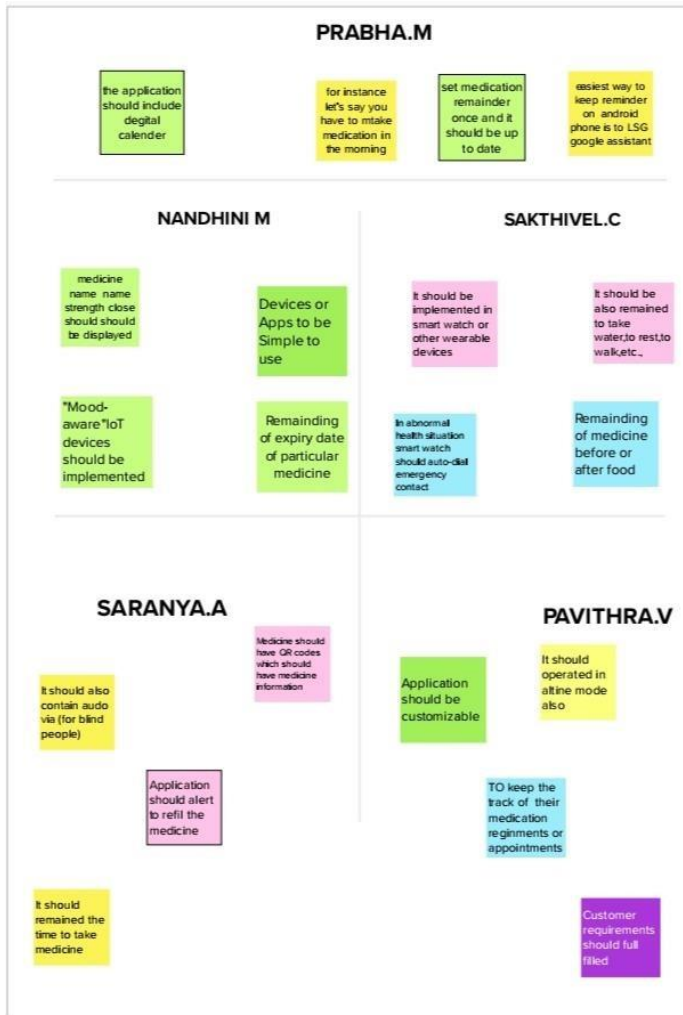 PRABHA.M
the application
should include
degital
calender
for instance
let's say you
have to mtake
medication in
the morning
set medication
remainder
once and it
should be up
to date
easiest way to
keep reminder
on android
phone is to LSG
google assistant
NANDHINI M
medicine
name name
strength close
should should
be displayed
Devices or
Apps to be
Simple to
use
"Mood-
aware"IoT
devices
should be
implemented
Remainding
of expiry date
of particular
medicine
SAKTHIVEL.C
It should be
implemented in
smart watch or
other wearable
devices
It should be
also remained
to take
water,to rest,to
walk,etc.,
In abnormal
health situation
smart watch
should auto-dial
emergency
contact
Remainding
of medicine
before or
after food
SARANYA.A
Medicine should
have QR codes
which should
have medicine
information
It should also
contain audo
via (for blind
people)
Application
should alert
to refil the
medicine
It should
remained the
time to take
medicine
PAVITHRA.V
Application
should be
customizable
It should
operated in
altine mode
also
TO keep the
track of their
medication
reginments or
appointments
Customer
requirements
should full
filled